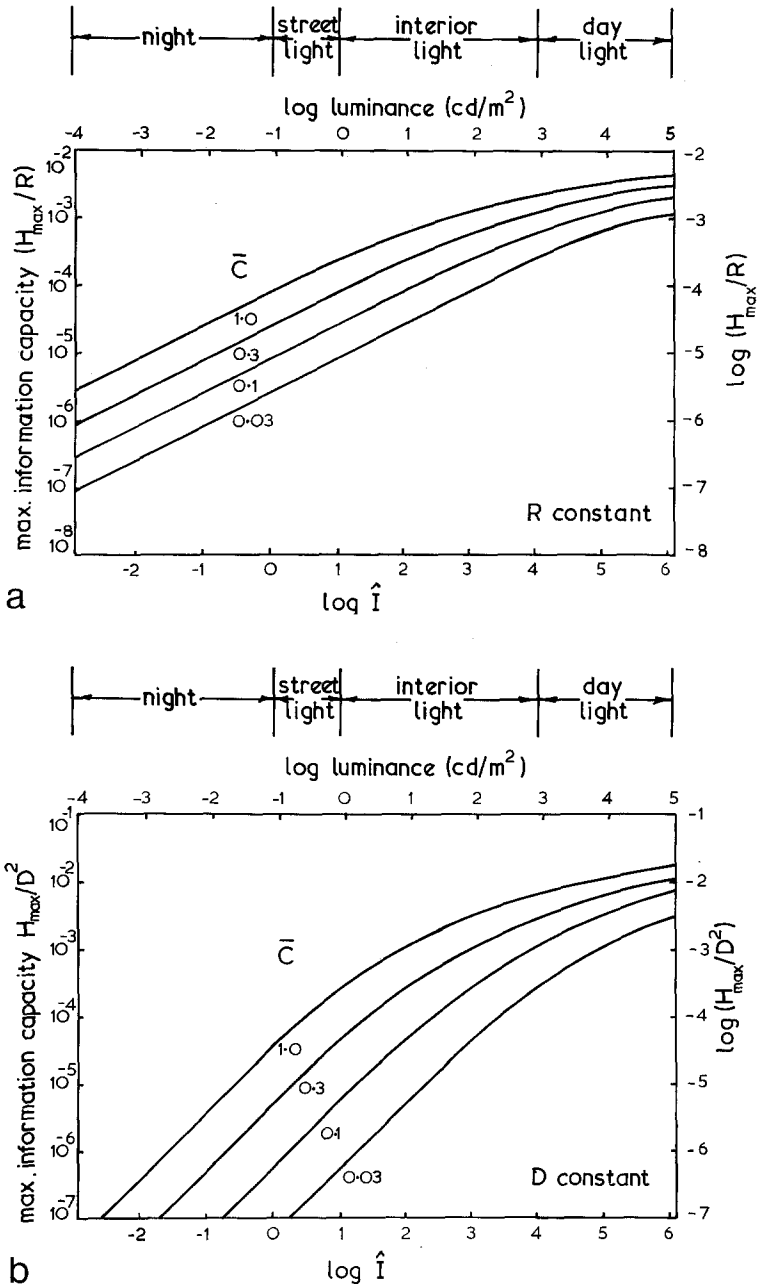 street
night
light
interior
light
day
light
log luminance (cd/m²)
-4 -3 -2 -1 0 1 2 3 4 5
max. information capacity (H_max/R)
10⁻²
10⁻³
10⁻⁴
10⁻⁵
10⁻⁶
10⁻⁷
10⁻⁸
C̄
1·0
0·3
0·1
0·03
R constant
-2
-3
-4
-5
-6
-7
-8
log (H_max/R)
-2 -1 0 1 2 3 4 5 6
log Î
a
street
night
light
interior
light
day
light
log luminance (cd/m²)
-4 -3 -2 -1 0 1 2 3 4 5
max. information capacity H_max/D²
10⁻¹
10⁻²
10⁻³
10⁻⁴
10⁻⁵
10⁻⁶
10⁻⁷
C̄
1·0
0·3
0·1
0·03
D constant
-1
-2
-3
-4
-5
-6
-7
log (H_max/D²)
-2 -1 0 1 2 3 4 5 6
log Î
b